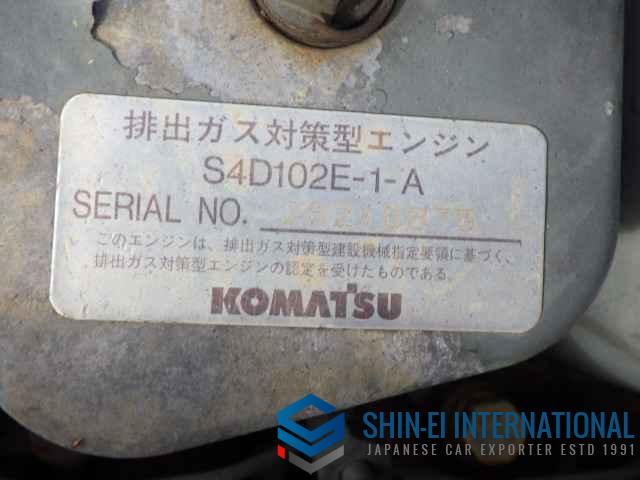 排出ガス対策型エンジン
S4D102E-1-A
SERIAL NO.
このエンジンは、排出ガス対策型建設機械指定要領に基づく、
排出ガス対策型エンジンの認定を受けたものである。
KOMATSU
SHIN-EI INTERNATIONAL
JAPANESE CAR EXPORTER ESTD 1991